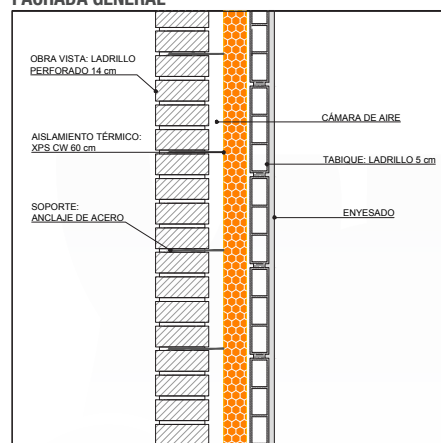 FACHADA GENERAL
OBRA VISTA: LADRILLO
PERFORADO 14 cm
CÁMARA DE AIRE
AISLAMIENTO TÉRMICO:
XPS CW 60 cm
TABIQUE: LADRILLO 5 cm
SOPORTE:
ANCLAJE DE ACERO
ENYESADO